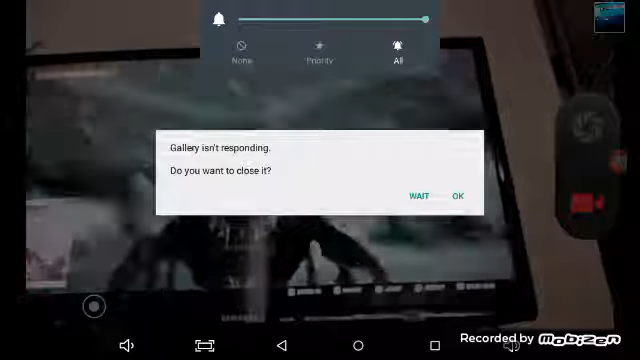 None Priority All
Gallery isn't responding.
Do you want to close it?
WAIT OK
Recorded by mobizen